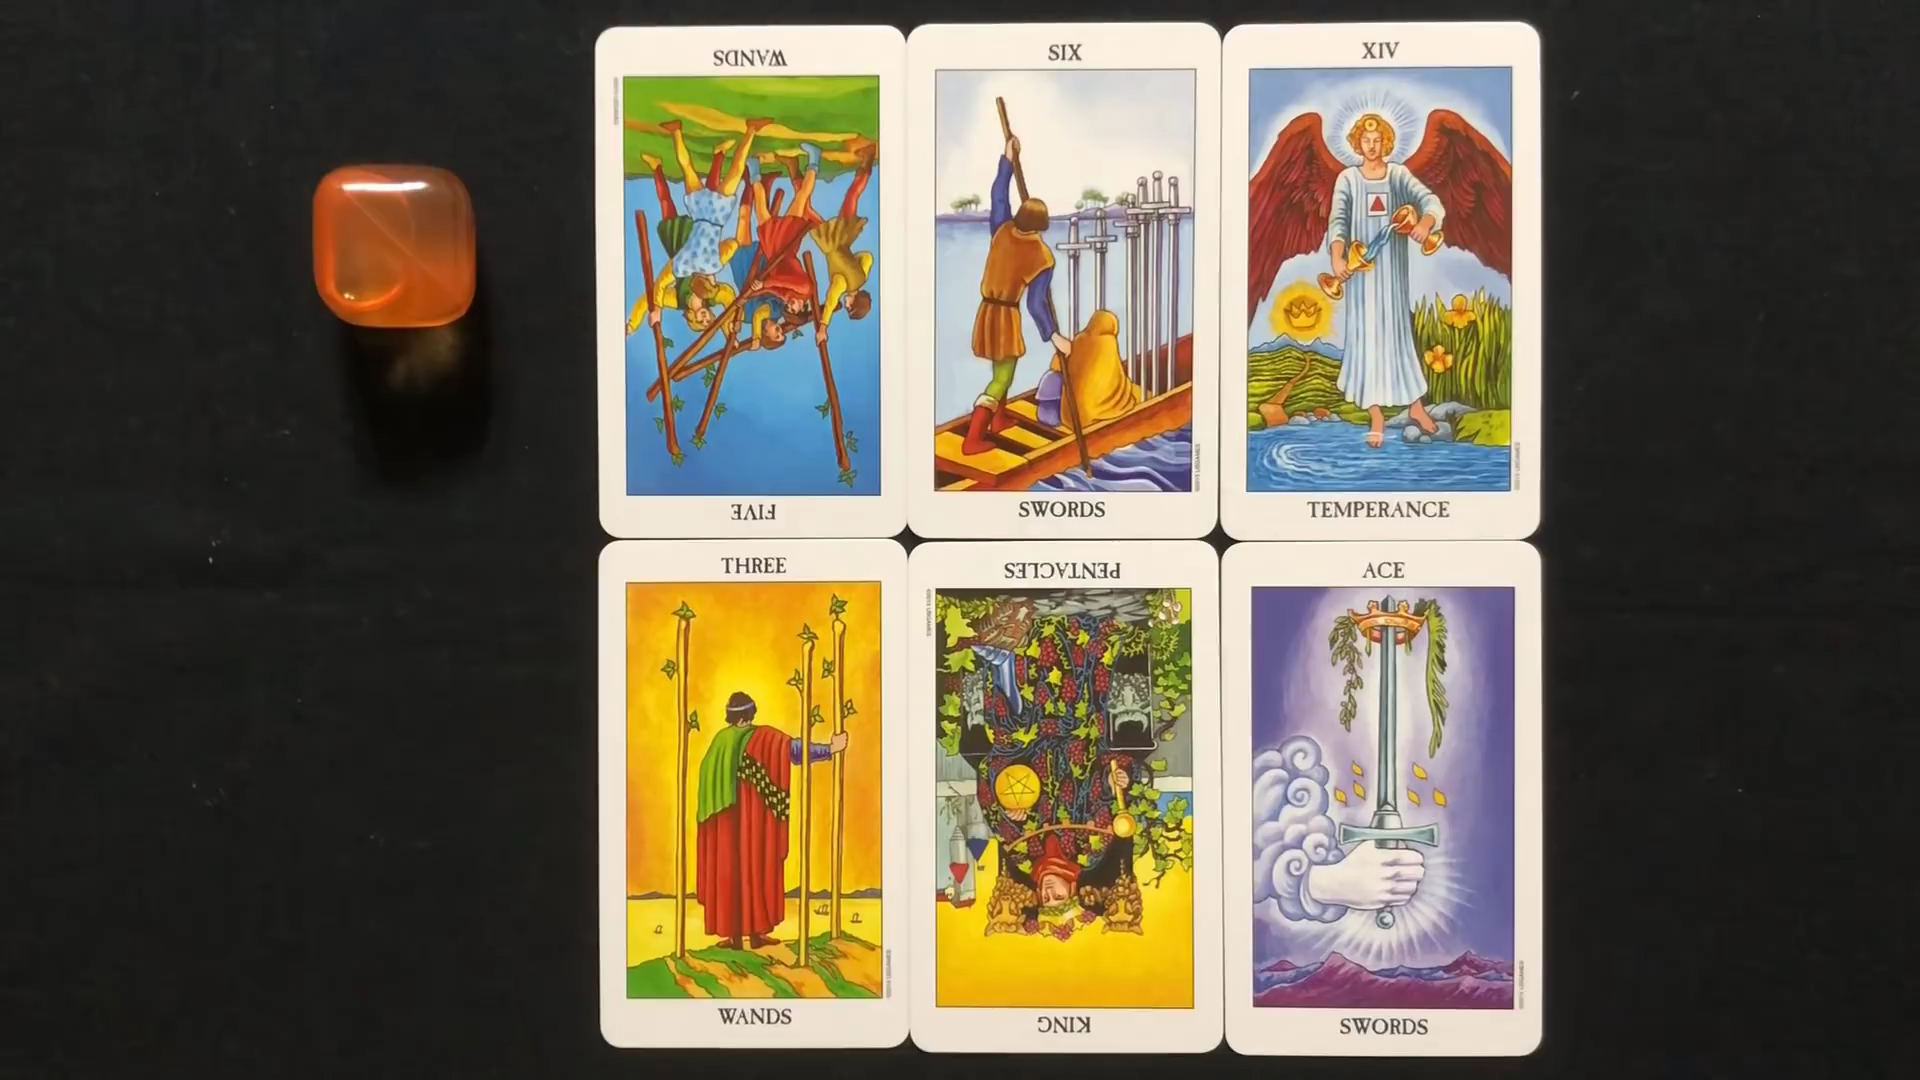 WANDS
FIVE
SIX
SWORDS
XIV
TEMPERANCE
THREE
WANDS
PENTACLES
KING
ACE
SWORDS